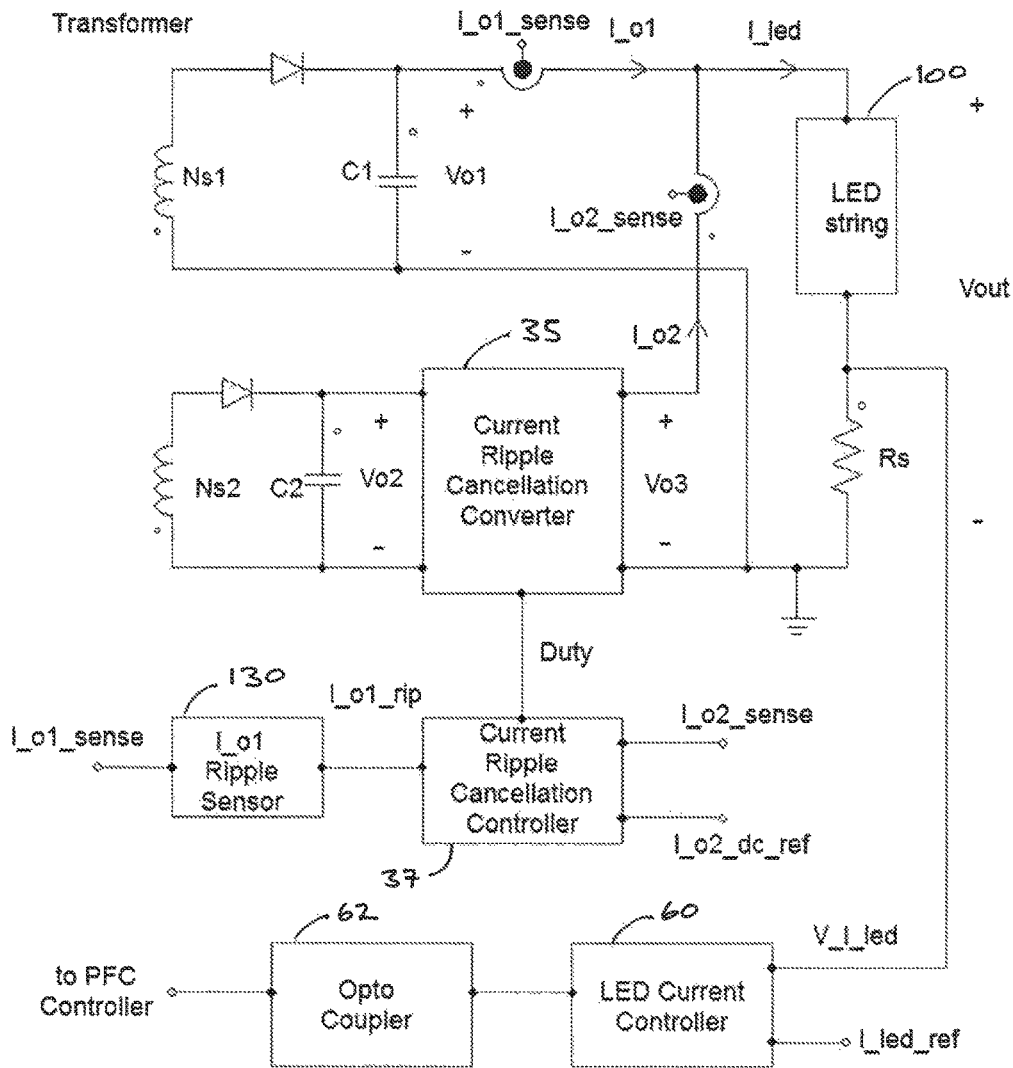 Transformer
I_o1_sense
I_o1
I_led
100
+
Ns1
C1
+
Vo1
-
I_o2_sense
LED
string
Vout
35
I_o2
Ns2
C2
+
Vo2
-
Current
Ripple
Cancellation
Converter
+
Vo3
-
Rs
-
Duty
130
I_o1_rip
I_o1_sense
I_o1
Ripple
Sensor
Current
Ripple
Cancellation
Controller
I_o2_sense
I_o2_dc_ref
37
62
60
V_I_led
to PFC
Controller
Opto
Coupler
LED Current
Controller
I_led_ref